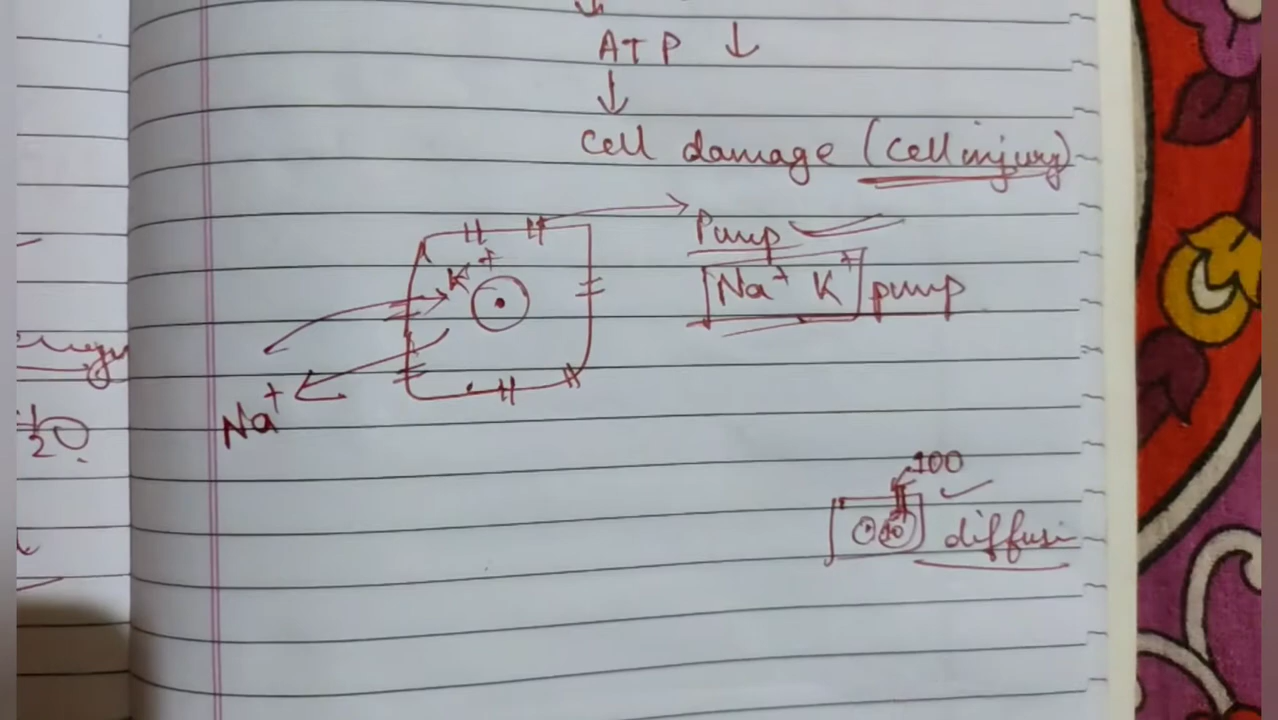 ATP ↓
↓
Cell damage (Cell injury)
Pump
K+
Na+ K+ pump
Na+
100
diffusi